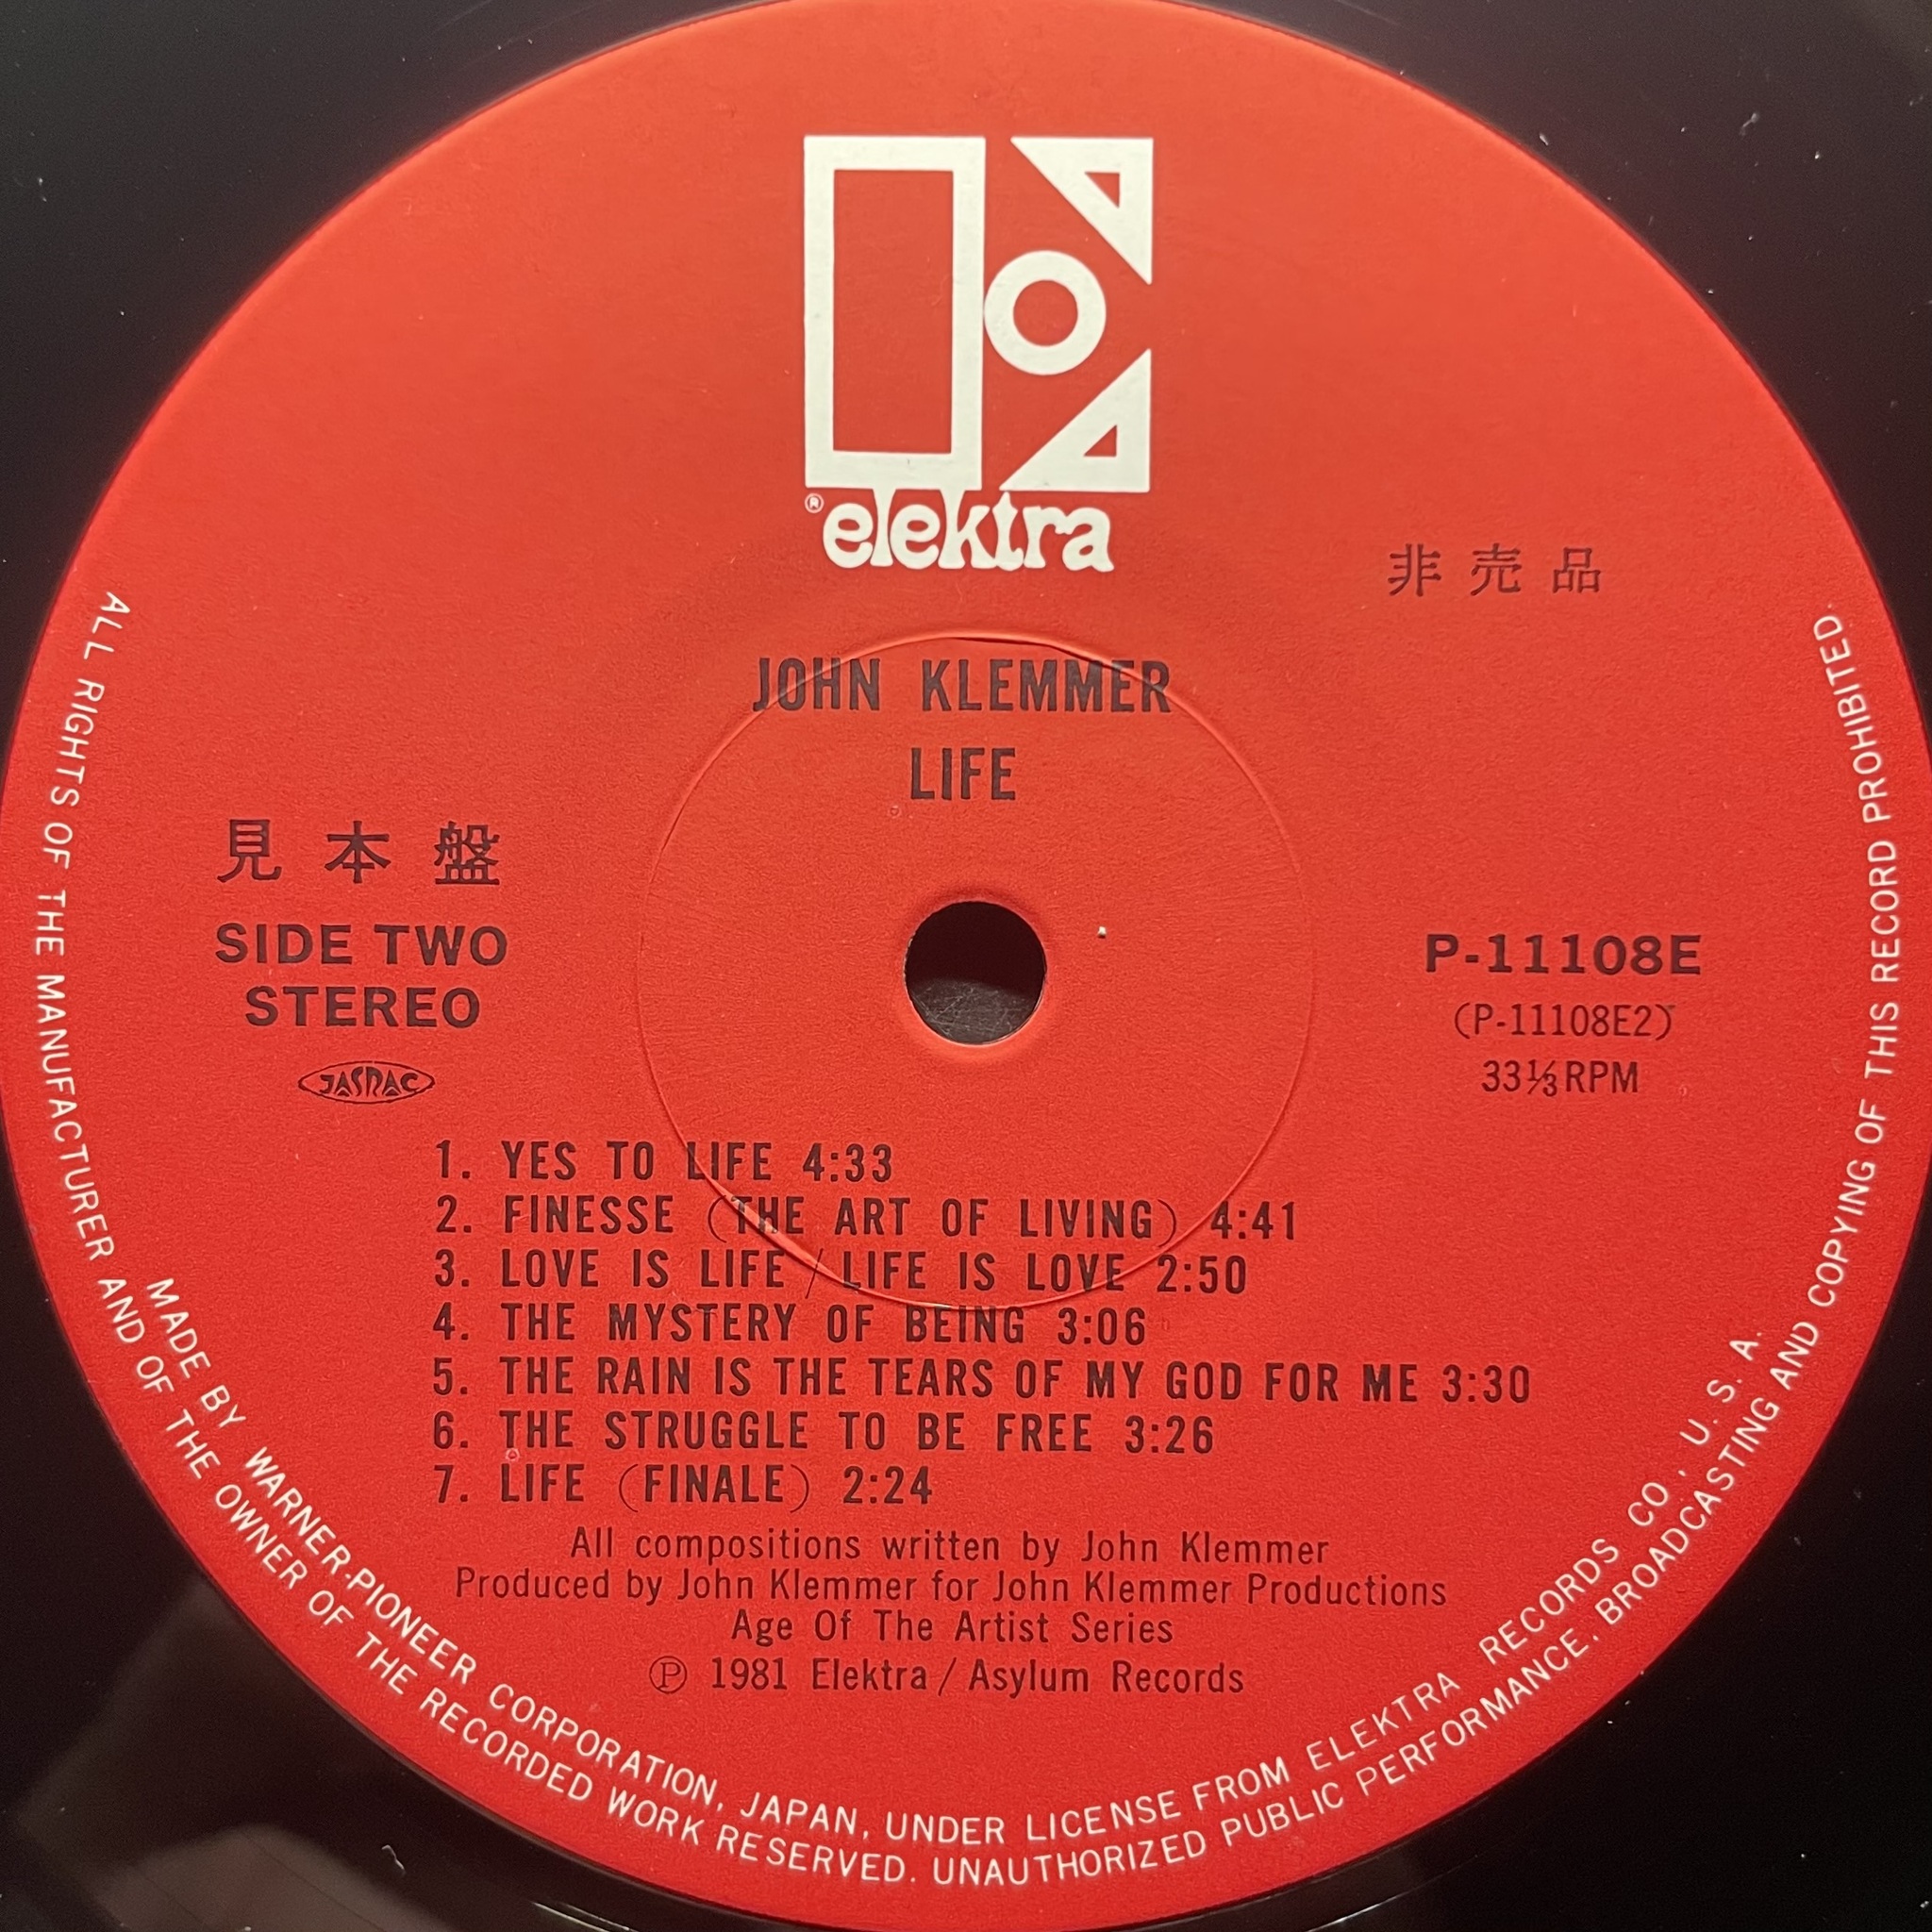 ® elektra
非売品
JOHN KLEMMER
LIFE
見本盤
SIDE TWO
STEREO
JASRAC
P-11108E
(P-11108E2)
33⅓RPM
1. YES TO LIFE 4:33
2. FINESSE (THE ART OF LIVING) 4:41
3. LOVE IS LIFE/LIFE IS LOVE 2:50
4. THE MYSTERY OF BEING 3:06
5. THE RAIN IS THE TEARS OF MY GOD FOR ME 3:30
6. THE STRUGGLE TO BE FREE 3:26
7. LIFE (FINALE) 2:24
All compositions written by John Klemmer
Produced by John Klemmer for John Klemmer Productions
Age Of The Artist Series
℗ 1981 Elektra/Asylum Records
MADE BY WARNER-PIONEER CORPORATION, JAPAN, UNDER LICENSE FROM ELEKTRA RECORDS CO., U. S. A.
ALL RIGHTS OF THE MANUFACTURER AND OF THE OWNER OF THE RECORDED WORK RESERVED. UNAUTHORIZED PUBLIC PERFORMANCE, BROADCASTING AND COPYING OF THIS RECORD PROHIBITED.